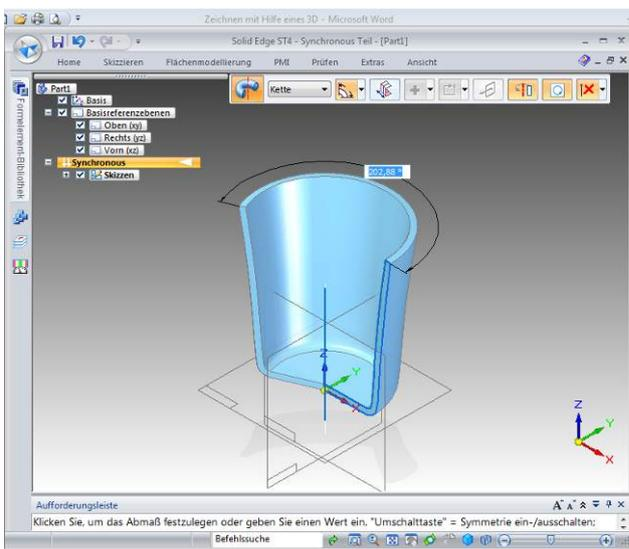 Zeichnen mit Hilfe eines 3D - Microsoft Word
Solid Edge ST4 - Synchronous Teil - [Part1]
Home Skizzieren Flächenmodellierung PMI Prüfen Extras Ansicht
Kette
Part1
Basis
Basisreferenzebenen
Oben (xy)
Rechts (yz)
Vorn (xz)
Synchronous
Skizzen
Formelement-Bibliothek
202,88 °
Z
Y
X
Z
Y
X
Aufforderungsleiste
Klicken Sie, um das Abmaß festzulegen oder geben Sie einen Wert ein. "Umschalttaste" = Symmetrie ein-/ausschalten;
Befehlssuche